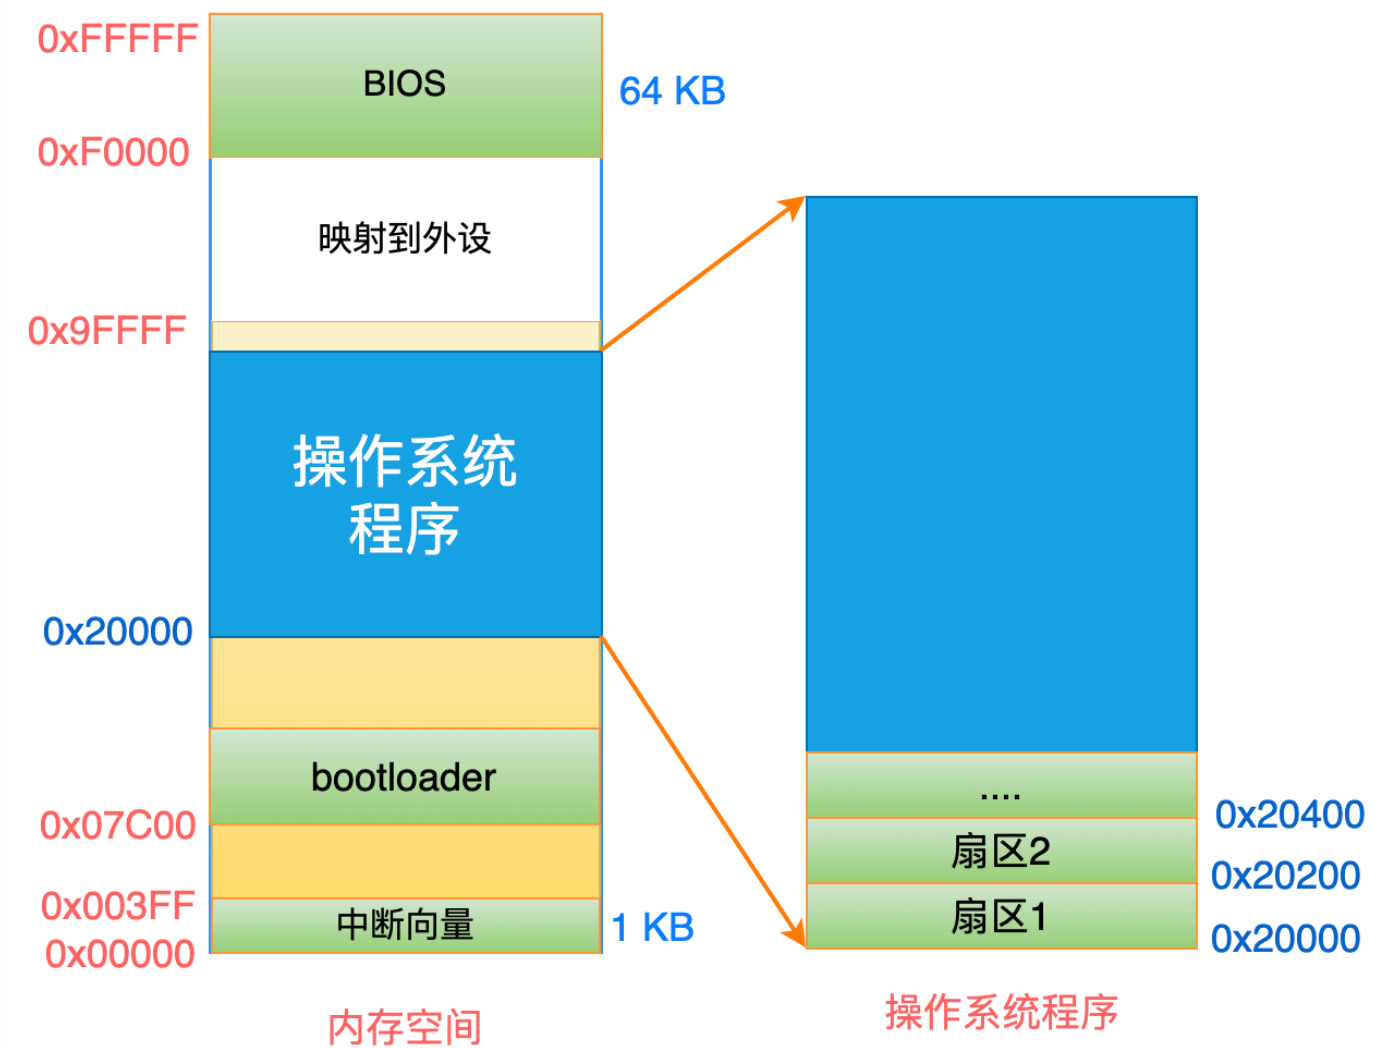 0xFFFFF
BIOS
64 KB
0xF0000
映射到外设
0x9FFFF
操作系统
程序
0x20000
bootloader
0x07C00
0x003FF
中断向量
1 KB
0x00000
内存空间
....
0x20400
扇区2
0x20200
扇区1
0x20000
操作系统程序